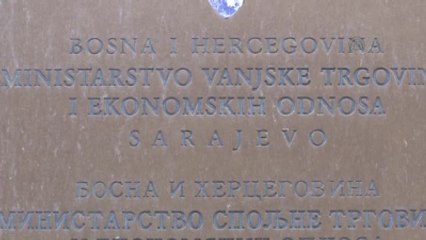 BOSNA I HERCEGOVINA
MINISTARSTVO VANJSKE TRGOVIN
I EKONOMSKIH ODNOSA
SARAJEVO
БОСНА И ХЕРЦЕГОВИНА
МИНИСТАРСТВО СПОЉНЕ ТРГОВИ